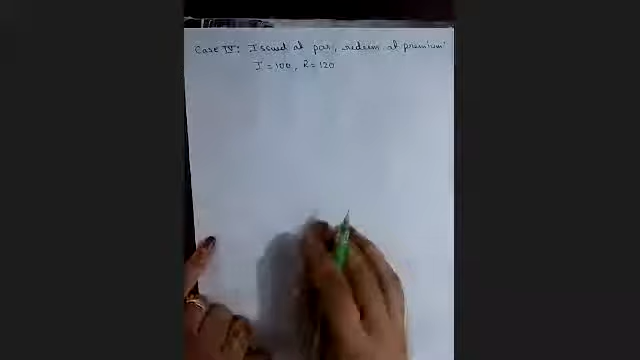 Case IV: Issued at par, redeem at premium
I = 100, R = 120